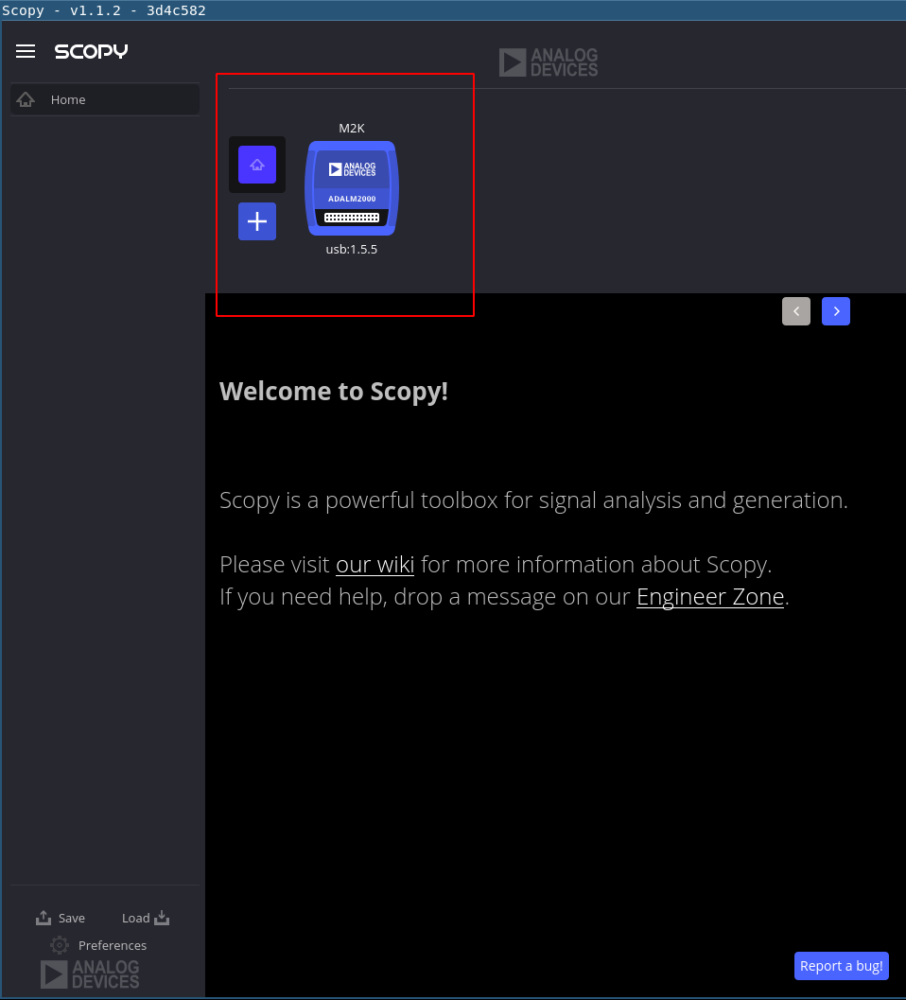 Scopy - v1.1.2 - 3d4c582
SCOPY
ANALOG
DEVICES
Home
M2K
ANALOG
DEVICES
ADALM2000
usb:1.5.5
Welcome to Scopy!
Scopy is a powerful toolbox for signal analysis and generation.
Please visit our wiki for more information about Scopy.
If you need help, drop a message on our Engineer Zone.
Save
Load
Preferences
ANALOG
DEVICES
Report a bug!